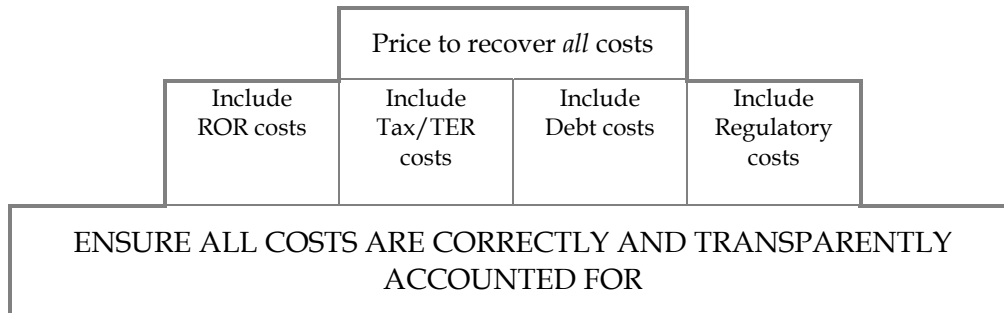 Price to recover all costs
Include
ROR costs
Include
Tax/TER
costs
Include
Debt costs
Include
Regulatory
costs
ENSURE ALL COSTS ARE CORRECTLY AND TRANSPARENTLY
ACCOUNTED FOR